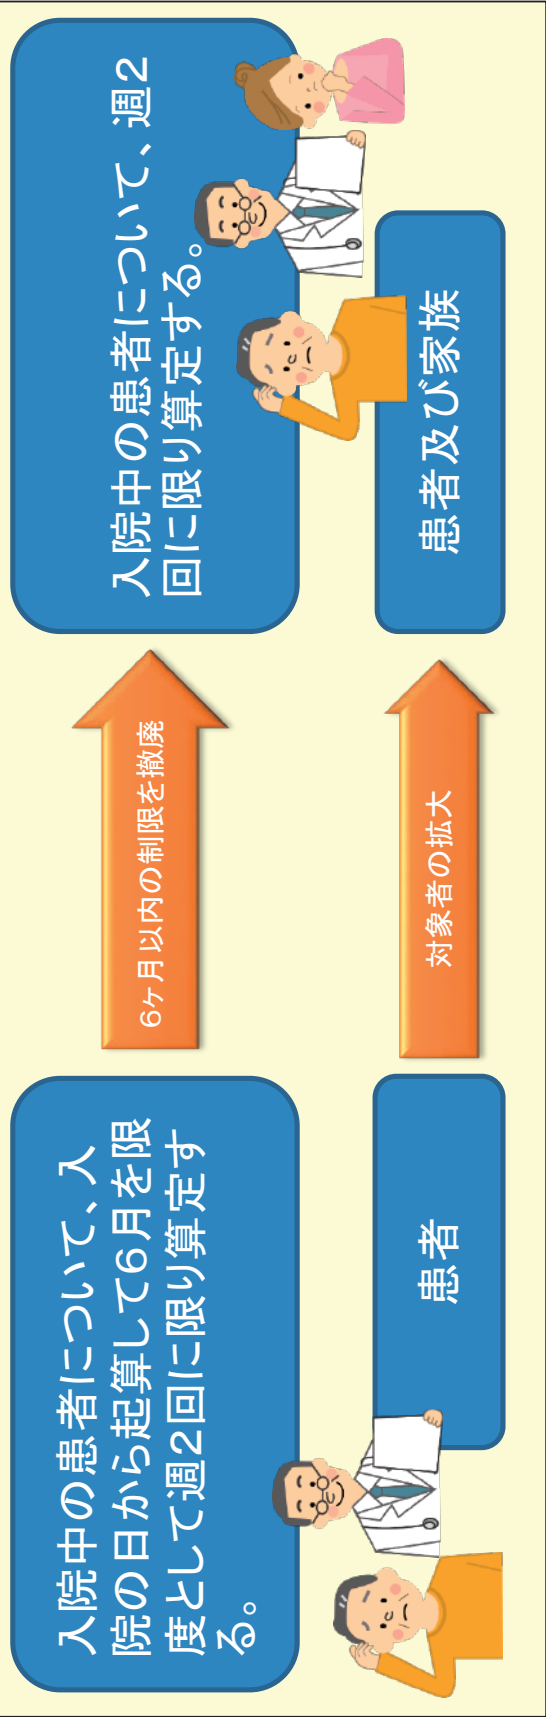 入院中の患者について、入
院の日から起算して6月を限
度として週2回に限り算定す
る。
6ヶ月以内の制限を撤廃
入院中の患者について、週2
回に限り算定する。
患者
対象者の拡大
患者及び家族